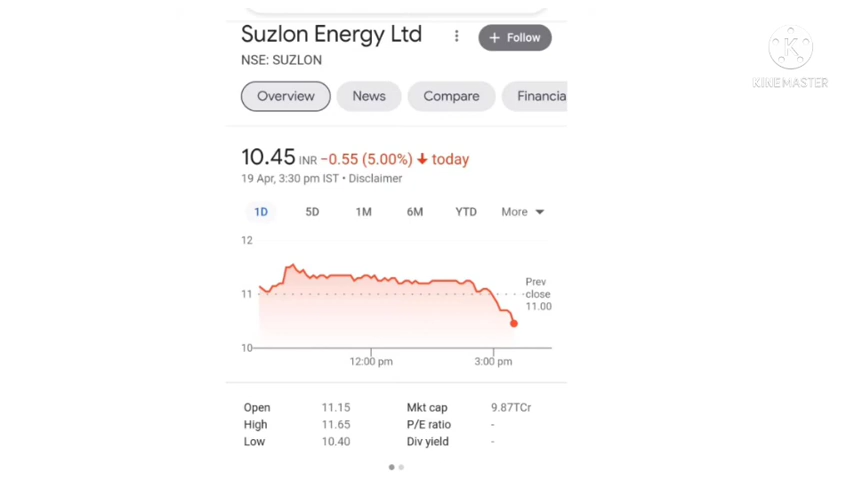 Suzlon Energy Ltd
+ Follow
NSE: SUZLON
KINEMASTER
Overview News Compare Financia
10.45 INR −0.55 (5.00%) ↓ today
19 Apr, 3:30 pm IST • Disclaimer
1D 5D 1M 6M YTD More
12
11
10
Prev
close
11.00
12:00 pm 3:00 pm
Open 11.15 Mkt cap 9.87TCr
High 11.65 P/E ratio -
Low 10.40 Div yield -